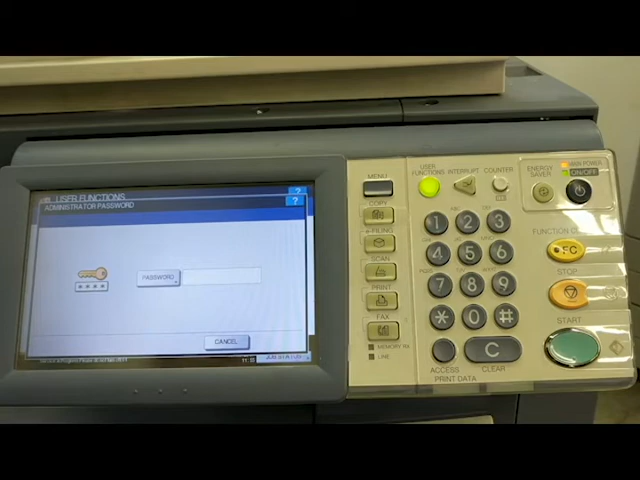 USER FUNCTIONS
?
ADMINISTRATOR PASSWORD
?
****
PASSWORD
CANCEL
JAM STATUS
MENU
COPY
e-FILING
SCAN
PRINT
FAX
MEMORY RX
LINE
USER FUNCTIONS
INTERRUPT
COUNTER
1 2 3
4 5 6
7 8 9
* 0 #
C
ACCESS
CLEAR
PRINT DATA
ENERGY SAVER
MAIN POWER
ON/OFF
FUNCTION CLEAR
FC
STOP
START